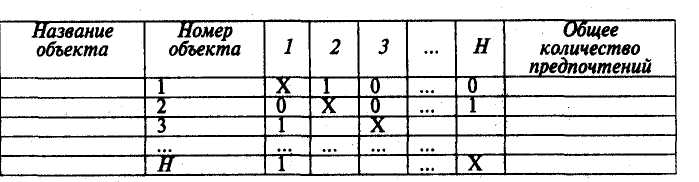 Название объекта Номер объекта 1 2 3 ... Н Общее количество предпочтений
1 X 1 0 ... 0
2 0 X 0 ... 1
3 1 X
... ... ... ... ...
Н 1 ... X